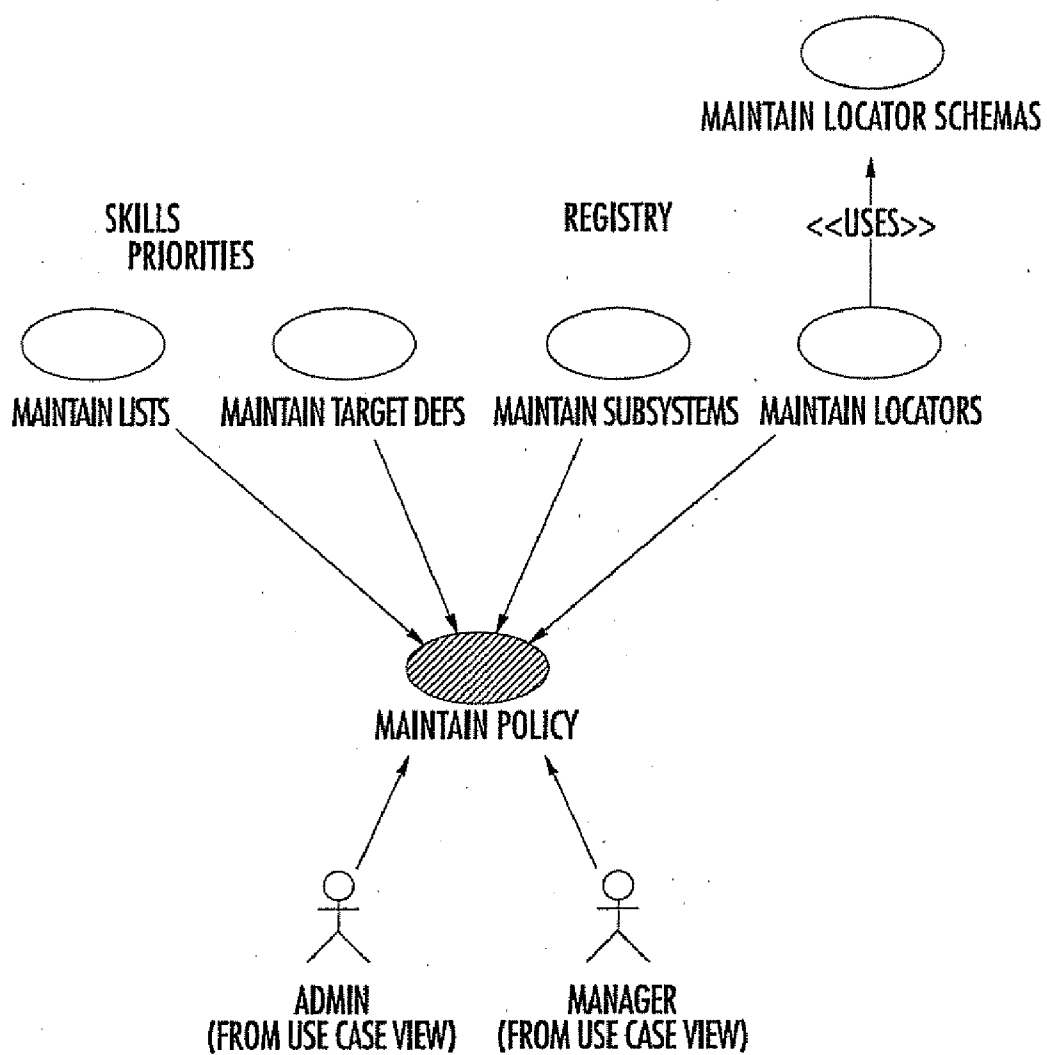 MAINTAIN LOCATOR SCHEMAS
SKILLS
PRIORITIES
REGISTRY
<<USES>>
MAINTAIN LISTS
MAINTAIN TARGET DEFS
MAINTAIN SUBSYSTEMS
MAINTAIN LOCATORS
MAINTAIN POLICY
ADMIN
(FROM USE CASE VIEW)
MANAGER
(FROM USE CASE VIEW)